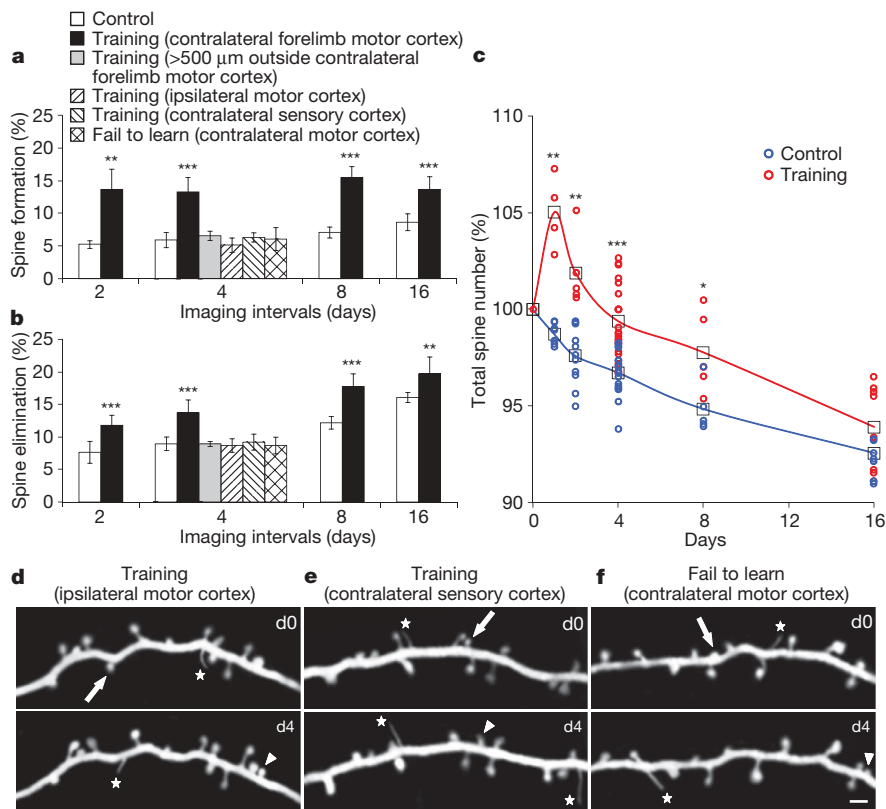 Control
a
Training (contralateral forelimb motor cortex)
Training (>500 μm outside contralateral
forelimb motor cortex)
Training (ipsilateral motor cortex)
Training (contralateral sensory cortex)
Fail to learn (contralateral motor cortex)
Spine formation (%)
25
20
15
10
5
0
** *** *** ***
2 4 8 16
Imaging intervals (days)
b
Spine elimination (%)
25
20
15
10
5
0
*** *** *** **
2 4 8 16
Imaging intervals (days)
c
Total spine number (%)
110
105
100
95
90
** ** *** *
Control
Training
0 4 8 12 16
Days
d Training
(ipsilateral motor cortex)
d0
d4
e Training
(contralateral sensory cortex)
d0
d4
f Fail to learn
(contralateral motor cortex)
d0
d4